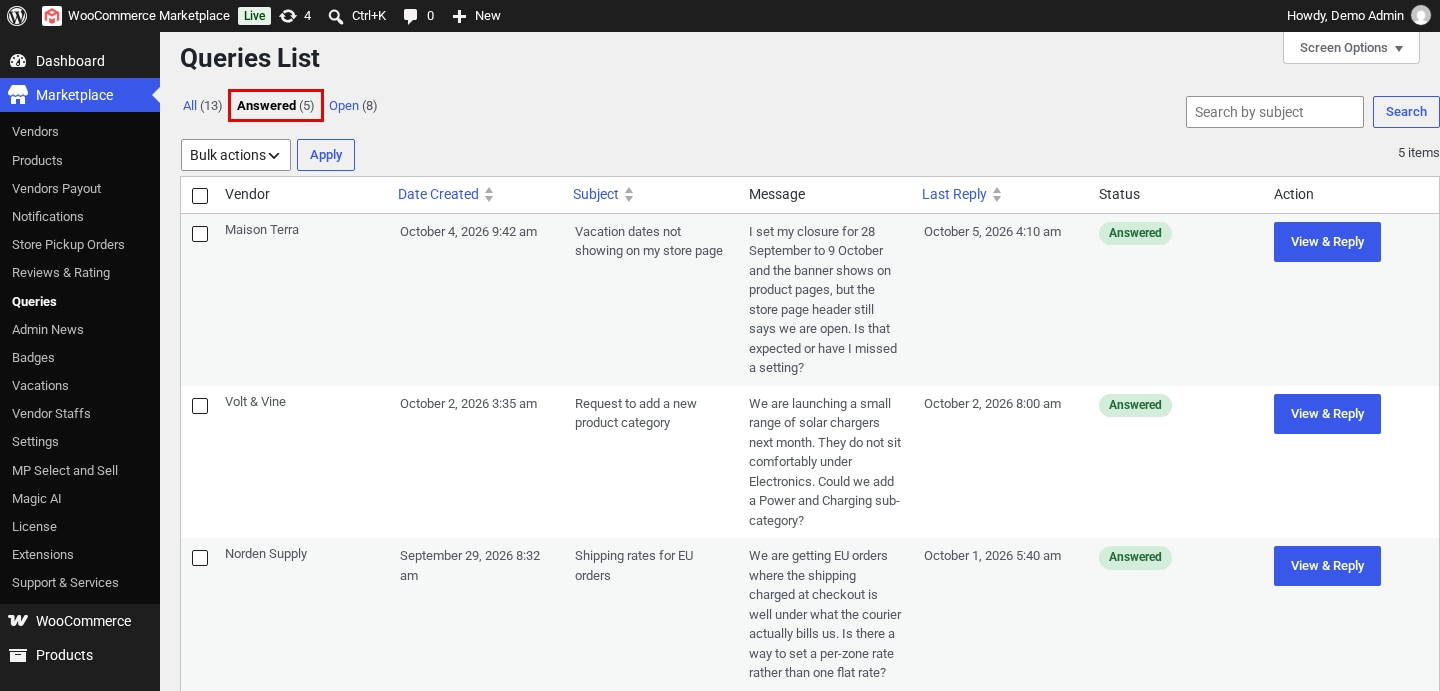 WooCommerce Marketplace Live 4 Ctrl+K 0 New Howdy, Demo Admin
Dashboard
Marketplace
Vendors
Products
Vendors Payout
Notifications
Store Pickup Orders
Reviews & Rating
Queries
Admin News
Badges
Vacations
Vendor Staffs
Settings
MP Select and Sell
Magic AI
License
Extensions
Support & Services
WooCommerce
Products
Screen Options
Queries List
All (13) Answered (5) Open (8)
Search by subject Search
Bulk actions Apply
5 items
Vendor Date Created Subject Message Last Reply Status Action
Maison Terra
October 4, 2026 9:42 am
Vacation dates not
showing on my store page
I set my closure for 28
September to 9 October
and the banner shows on
product pages, but the
store page header still
says we are open. Is that
expected or have I missed
a setting?
October 5, 2026 4:10 am
Answered
View & Reply
Volt & Vine
October 2, 2026 3:35 am
Request to add a new
product category
We are launching a small
range of solar chargers
next month. They do not sit
comfortably under
Electronics. Could we add
a Power and Charging sub-
category?
October 2, 2026 8:00 am
Answered
View & Reply
Norden Supply
September 29, 2026 8:32
am
Shipping rates for EU
orders
We are getting EU orders
where the shipping
charged at checkout is
well under what the courier
actually bills us. Is there a
way to set a per-zone rate
rather than one flat rate?
October 1, 2026 5:40 am
Answered
View & Reply